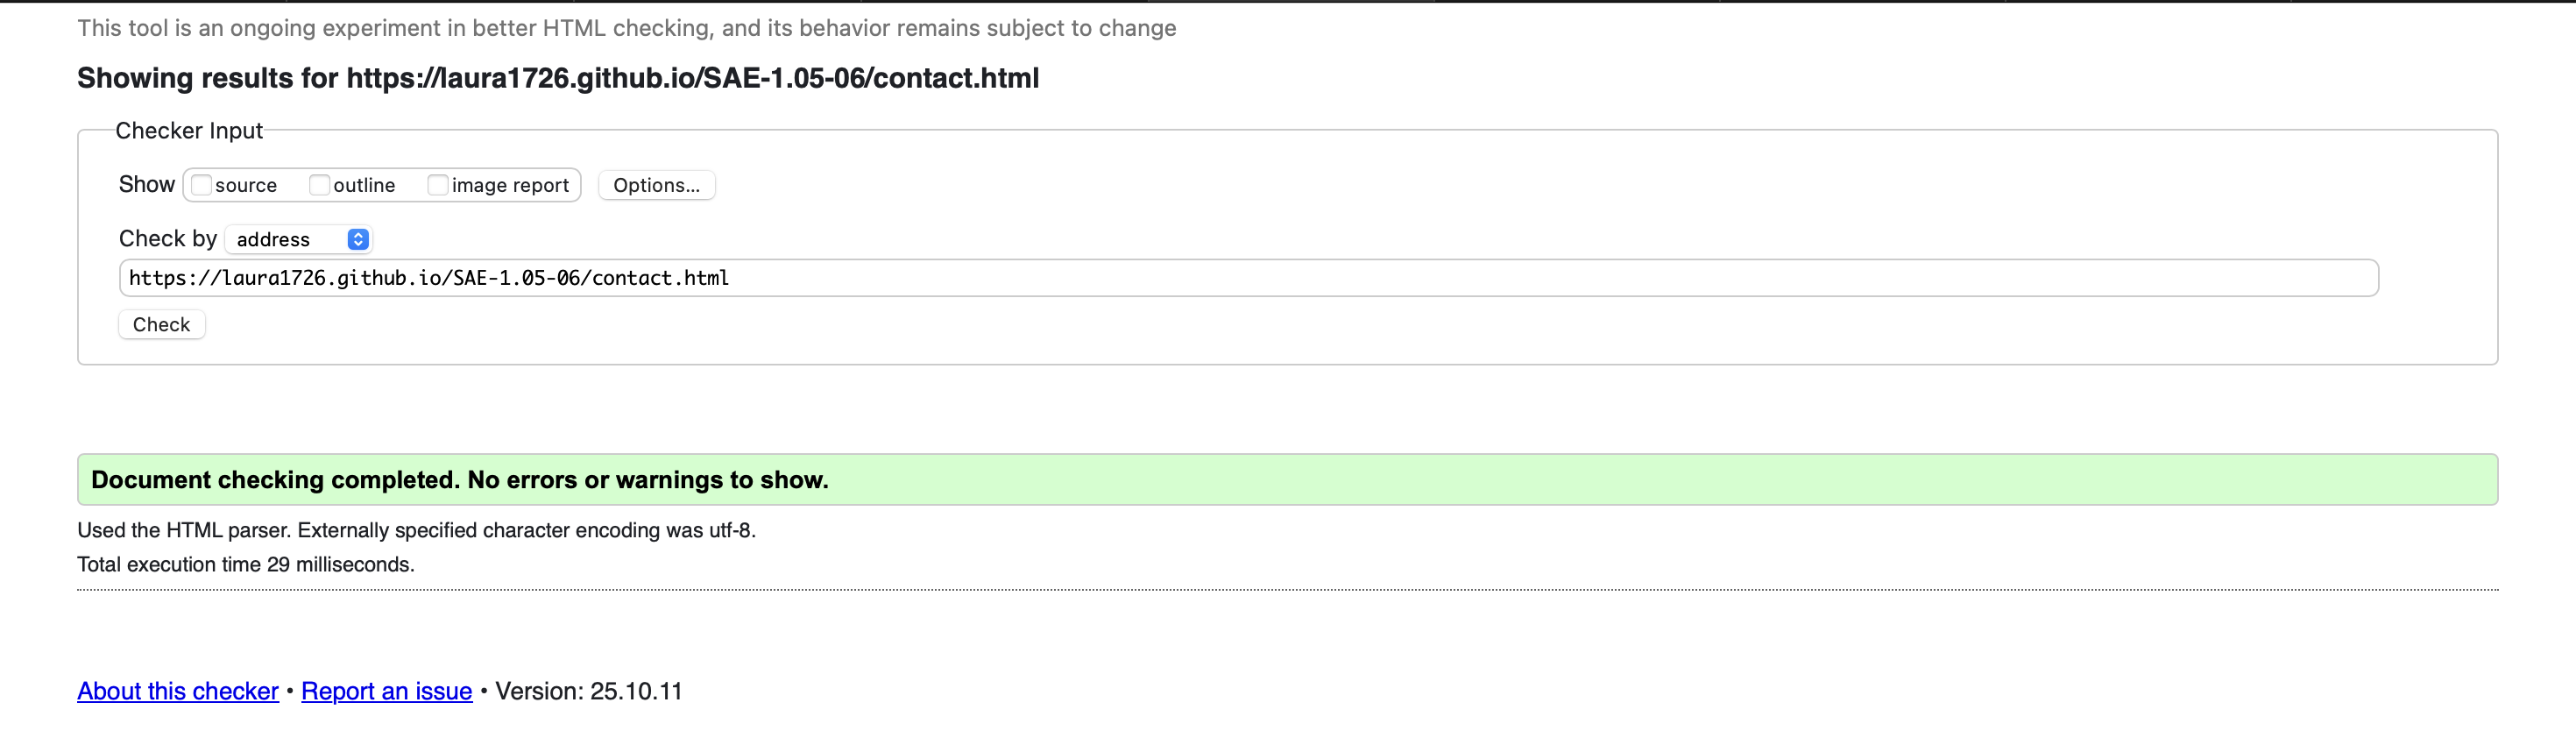 This tool is an ongoing experiment in better HTML checking, and its behavior remains subject to change
Showing results for https://laura1726.github.io/SAE-1.05-06/contact.html
Checker Input
Show source outline image report Options...
Check by address
https://laura1726.github.io/SAE-1.05-06/contact.html
Check
Document checking completed. No errors or warnings to show.
Used the HTML parser. Externally specified character encoding was utf-8.
Total execution time 29 milliseconds.
About this checker • Report an issue • Version: 25.10.11